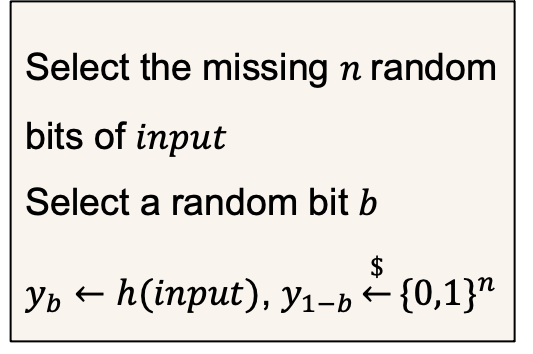 Select the missing n random
bits of input
Select a random bit b
y_b ← h(input), y_{1−b} ←^{$} {0,1}^n